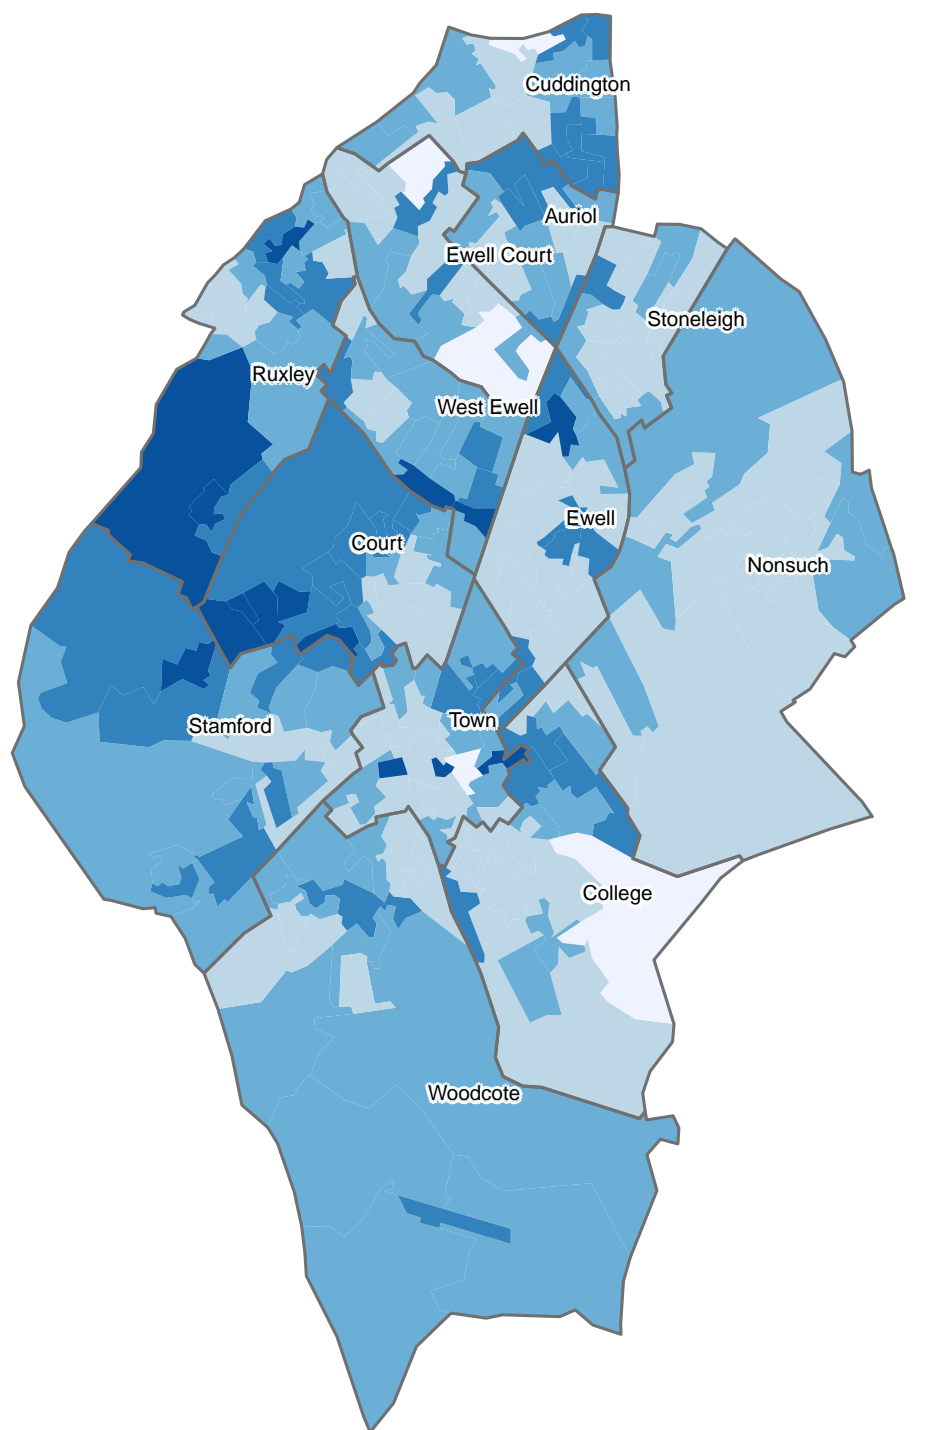 Cuddington
Auriol
Ewell Court
Stoneleigh
Ruxley
West Ewell
Ewell
Court
Nonsuch
Town
Stamford
College
Woodcote